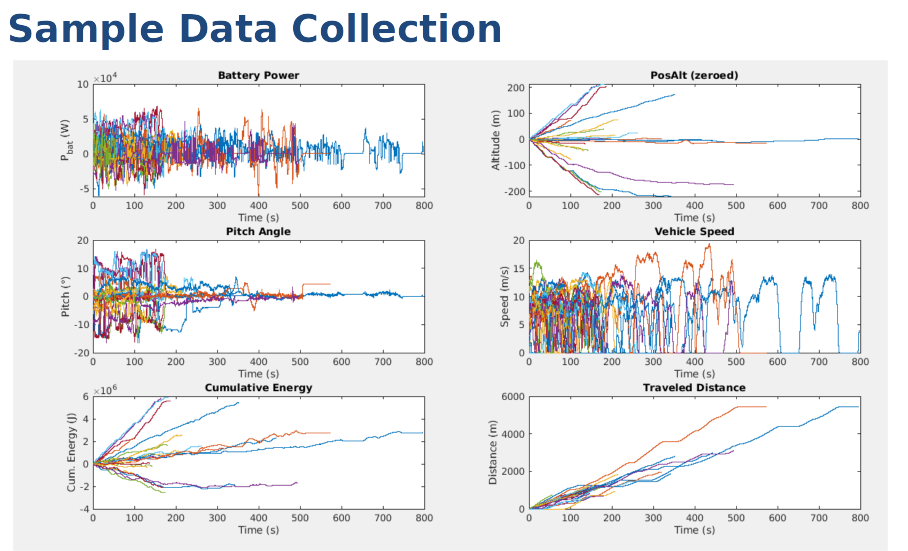 Sample Data Collection
Battery Power
×10⁴
10
5
0
-5
P_bat (W)
0 100 200 300 400 500 600 700 800
Time (s)
PosAlt (zeroed)
200
100
0
-100
-200
Altitude (m)
0 100 200 300 400 500 600 700 800
Time (s)
Pitch Angle
20
10
0
-10
-20
Pitch (°)
0 100 200 300 400 500 600 700 800
Time (s)
Vehicle Speed
20
15
10
5
0
Speed (m/s)
0 100 200 300 400 500 600 700 800
Time (s)
Cumulative Energy
×10⁶
6
4
2
0
-2
-4
Cum. Energy (J)
0 100 200 300 400 500 600 700 800
Time (s)
Traveled Distance
6000
4000
2000
0
Distance (m)
0 100 200 300 400 500 600 700 800
Time (s)